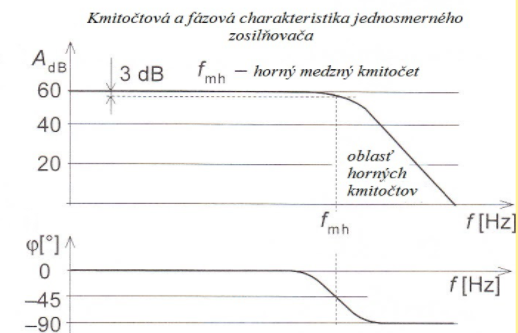 Kmitočtová a fázová charakteristika jednosmerného
zosilňovača
A dB
3 dB
f mh – horný medzný kmitočet
60
40
20
oblasť
horných
kmitočtov
f mh
f [Hz]
φ[°]
0
f [Hz]
–45
–90